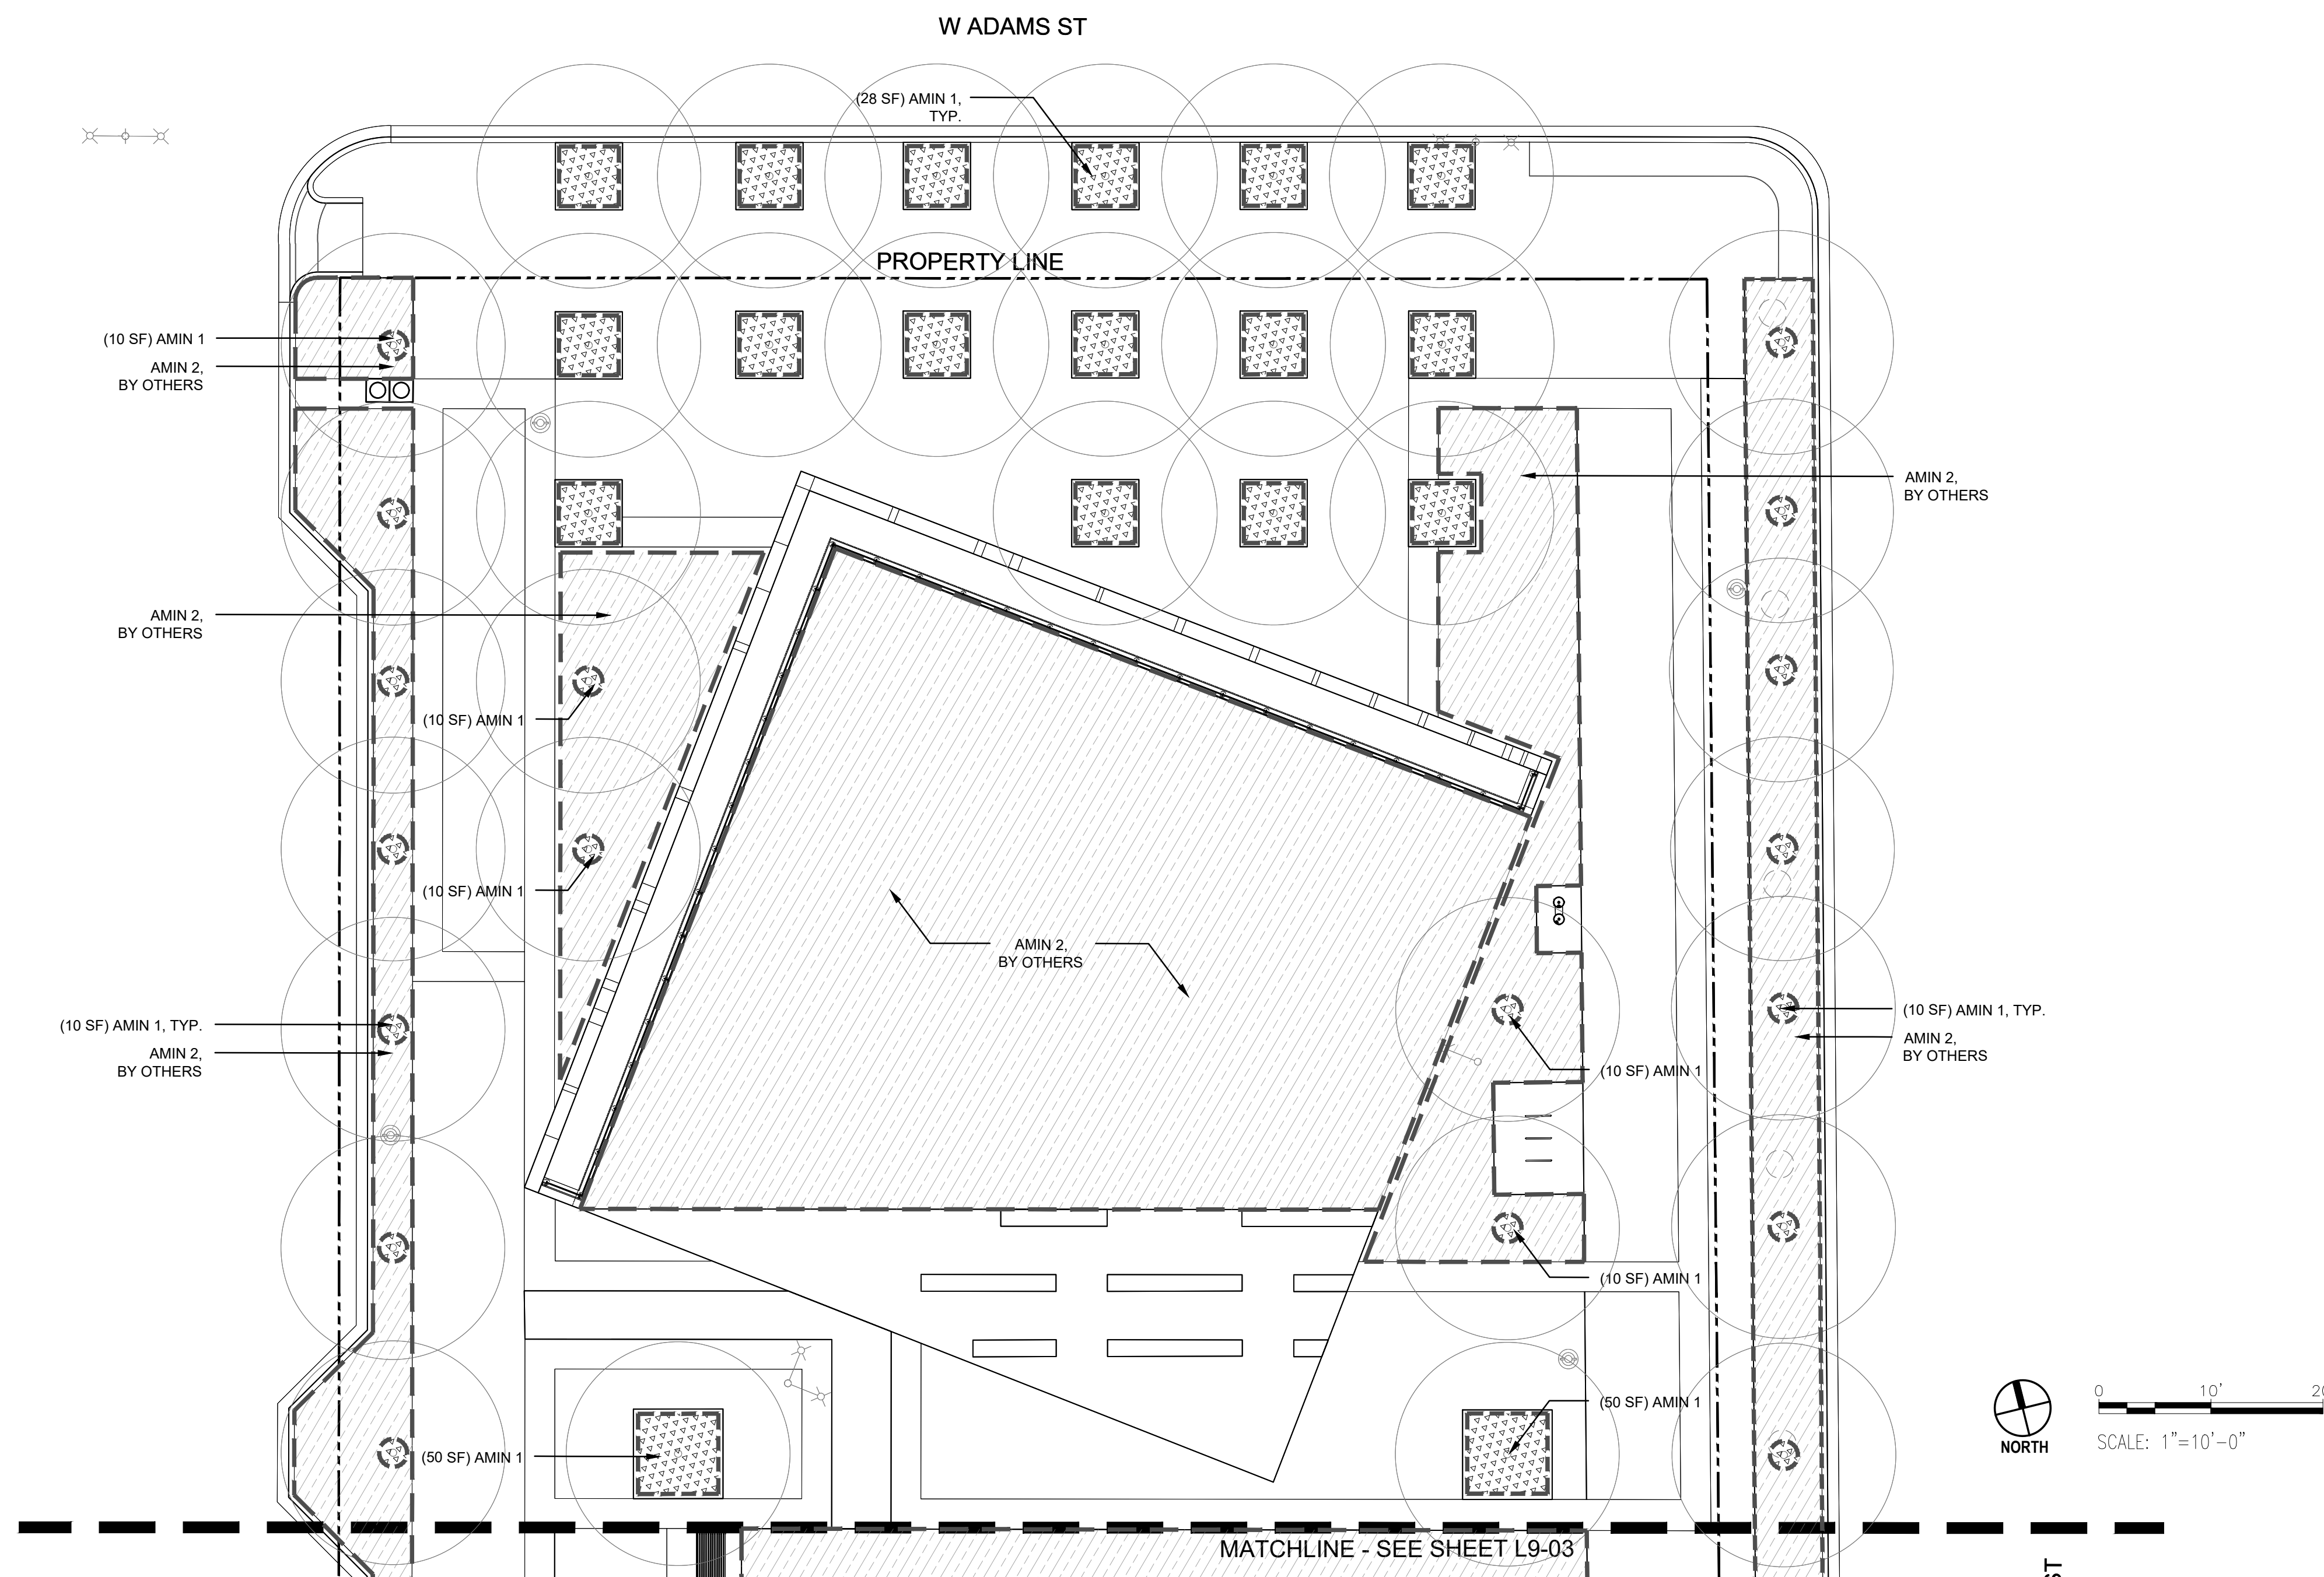 W ADAMS ST
(28 SF) AMIN 1,
TYP.
PROPERTY LINE
(10 SF) AMIN 1
AMIN 2,
BY OTHERS
AMIN 2,
BY OTHERS
AMIN 2,
BY OTHERS
(10 SF) AMIN 1
(10 SF) AMIN 1
AMIN 2,
BY OTHERS
(10 SF) AMIN 1, TYP.
AMIN 2,
BY OTHERS
(10 SF) AMIN 1, TYP.
AMIN 2,
BY OTHERS
(10 SF) AMIN 1
(10 SF) AMIN 1
(50 SF) AMIN 1
(50 SF) AMIN 1
NORTH
0 10'
SCALE: 1"=10'-0"
MATCHLINE - SEE SHEET L9-03
ST